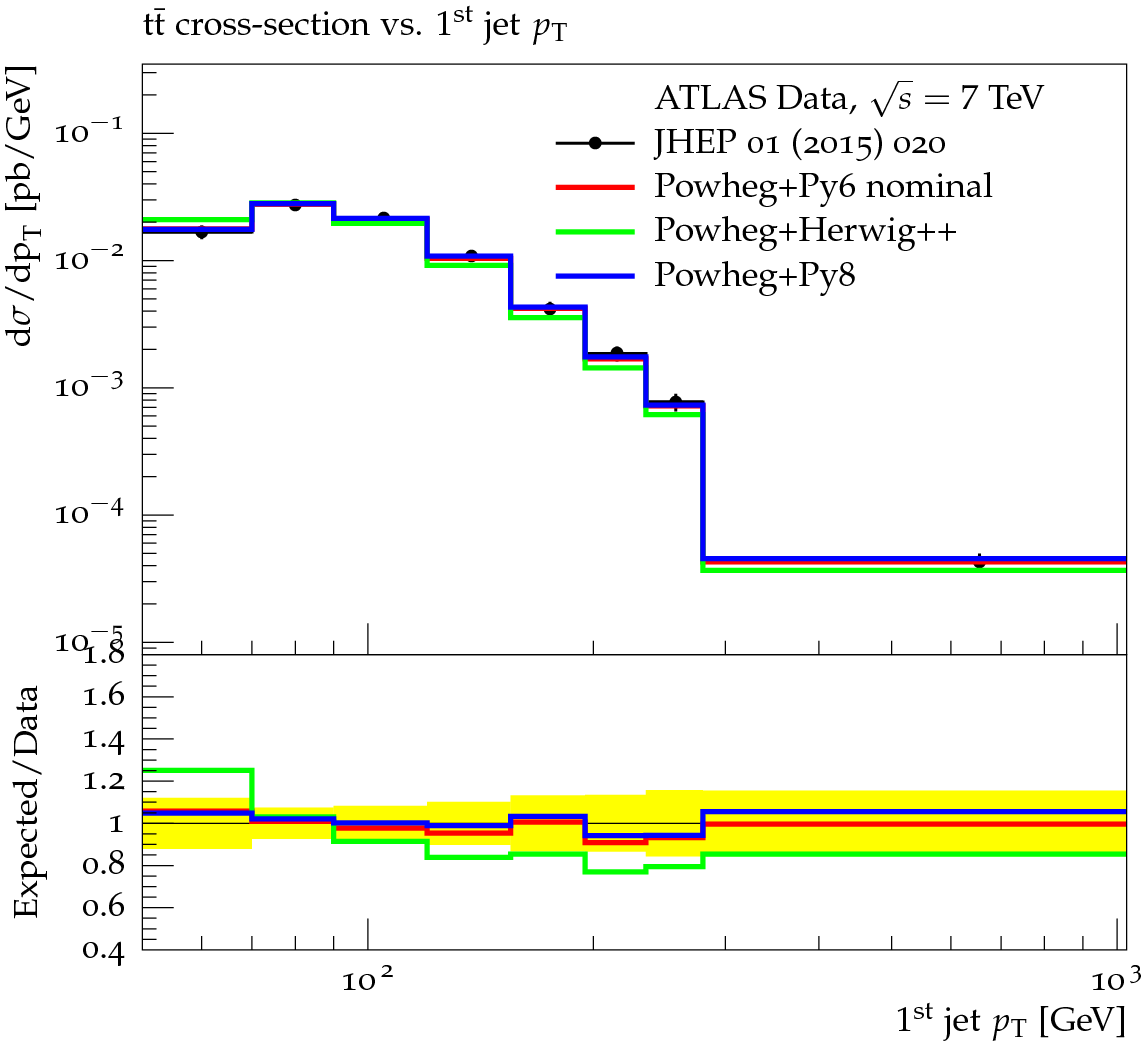 tt̄ cross-section vs. 1st jet pT
dσ/dpT [pb/GeV]
10−1
10−2
10−3
10−4
10−5
ATLAS Data, √s = 7 TeV
JHEP 01 (2015) 020
Powheg+Py6 nominal
Powheg+Herwig++
Powheg+Py8
Expected/Data
1.8
1.6
1.4
1.2
1
0.8
0.6
0.4
10² 10³
1st jet pT [GeV]